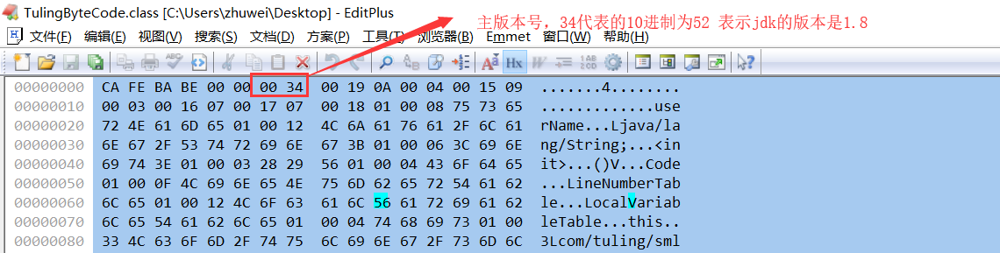 TulingByteCode.class [C:\Users\zhuwei\Desktop] - EditPlus
主版本号，34代表的10进制为52 表示jdk的版本是1.8
文件(F) 编辑(E) 视图(V) 搜索(S) 文档(D) 方案(P) 工具(T) 浏览器(B) Emmet 窗口(W) 帮助(H)
00000000 CA FE BA BE 00 00 00 34 00 19 0A 00 04 00 15 09 .......4........
00000010 00 03 00 16 07 00 17 07 00 18 01 00 08 75 73 65 .............use
00000020 72 4E 61 6D 65 01 00 12 4C 6A 61 76 61 2F 6C 61 rName...Ljava/la
00000030 6E 67 2F 53 74 72 69 6E 67 3B 01 00 06 3C 69 6E ng/String;...<in
00000040 69 74 3E 01 00 03 28 29 56 01 00 04 43 6F 64 65 it>...()V...Code
00000050 01 00 0F 4C 69 6E 65 4E 75 6D 62 65 72 54 61 62 ...LineNumberTab
00000060 6C 65 01 00 12 4C 6F 63 61 6C 56 61 72 69 61 62 le...LocalVariab
00000070 6C 65 54 61 62 6C 65 01 00 04 74 68 69 73 01 00 leTable...this..
00000080 33 4C 63 6F 6D 2F 74 75 6C 69 6E 67 2F 73 6D 6C 3Lcom/tuling/sml